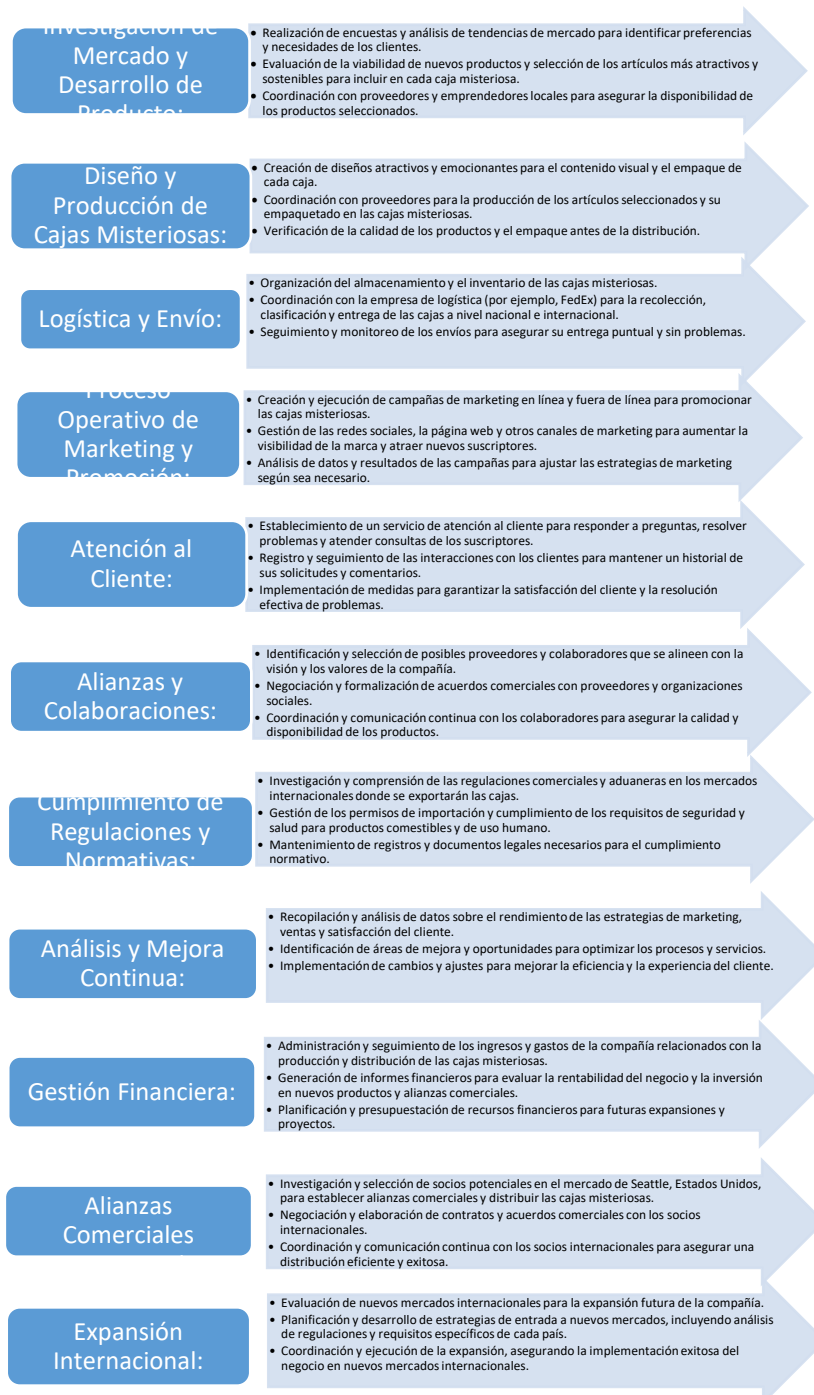 Investigación de
Mercado y
Desarrollo de
Producto:
• Realización de encuestas y análisis de tendencias de mercado para identificar preferencias
y necesidades de los clientes.
• Evaluación de la viabilidad de nuevos productos y selección de los artículos más atractivos y
sostenibles para incluir en cada caja misteriosa.
• Coordinación con proveedores y emprendedores locales para asegurar la disponibilidad de
los productos seleccionados.
Diseño y
Producción de
Cajas Misteriosas:
• Creación de diseños atractivos y emocionantes para el contenido visual y el empaque de
cada caja.
• Coordinación con proveedores para la producción de los artículos seleccionados y su
empaquetado en las cajas misteriosas.
• Verificación de la calidad de los productos y el empaque antes de la distribución.
Logística y Envío:
• Organización del almacenamiento y el inventario de las cajas misteriosas.
• Coordinación con la empresa de logística (por ejemplo, FedEx) para la recolección,
clasificación y entrega de las cajas a nivel nacional e internacional.
• Seguimiento y monitoreo de los envíos para asegurar su entrega puntual y sin problemas.
Proceso
Operativo de
Marketing y
Promoción:
• Creación y ejecución de campañas de marketing en línea y fuera de línea para promocionar
las cajas misteriosas.
• Gestión de las redes sociales, la página web y otros canales de marketing para aumentar la
visibilidad de la marca y atraer nuevos suscriptores.
• Análisis de datos y resultados de las campañas para ajustar las estrategias de marketing
según sea necesario.
Atención al
Cliente:
• Establecimiento de un servicio de atención al cliente para responder a preguntas, resolver
problemas y atender consultas de los suscriptores.
• Registro y seguimiento de las interacciones con los clientes para mantener un historial de
sus solicitudes y comentarios.
• Implementación de medidas para garantizar la satisfacción del cliente y la resolución
efectiva de problemas.
Alianzas y
Colaboraciones:
• Identificación y selección de posibles proveedores y colaboradores que se alineen con la
visión y los valores de la compañía.
• Negociación y formalización de acuerdos comerciales con proveedores y organizaciones
sociales.
• Coordinación y comunicación continua con los colaboradores para asegurar la calidad y
disponibilidad de los productos.
Cumplimiento de
Regulaciones y
Normativas:
• Investigación y comprensión de las regulaciones comerciales y aduaneras en los mercados
internacionales donde se exportarán las cajas.
• Gestión de los permisos de importación y cumplimiento de los requisitos de seguridad y
salud para productos comestibles y de uso humano.
• Mantenimiento de registros y documentos legales necesarios para el cumplimiento
normativo.
Análisis y Mejora
Continua:
• Recopilación y análisis de datos sobre el rendimiento de las estrategias de marketing,
ventas y satisfacción del cliente.
• Identificación de áreas de mejora y oportunidades para optimizar los procesos y servicios.
• Implementación de cambios y ajustes para mejorar la eficiencia y la experiencia del cliente.
Gestión Financiera:
• Administración y seguimiento de los ingresos y gastos de la compañía relacionados con la
producción y distribución de las cajas misteriosas.
• Generación de informes financieros para evaluar la rentabilidad del negocio y la inversión
en nuevos productos y alianzas comerciales.
• Planificación y presupuestación de recursos financieros para futuras expansiones y
proyectos.
Alianzas
Comerciales
• Investigación y selección de socios potenciales en el mercado de Seattle, Estados Unidos,
para establecer alianzas comerciales y distribuir las cajas misteriosas.
• Negociación y elaboración de contratos y acuerdos comerciales con los socios
internacionales.
• Coordinación y comunicación continua con los socios internacionales para asegurar una
distribución eficiente y exitosa.
Expansión
Internacional:
• Evaluación de nuevos mercados internacionales para la expansión futura de la compañía.
• Planificación y desarrollo de estrategias de entrada a nuevos mercados, incluyendo análisis
de regulaciones y requisitos específicos de cada país.
• Coordinación y ejecución de la expansión, asegurando la implementación exitosa del
negocio en nuevos mercados internacionales.